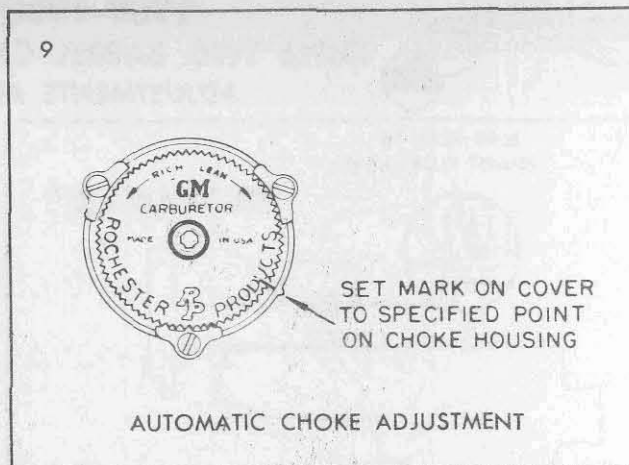 9
RICH LEAN
GM
CARBURETOR
MADE IN USA
ROCHESTER PRODUCTS
RP
SET MARK ON COVER
TO SPECIFIED POINT
ON CHOKE HOUSING
AUTOMATIC CHOKE ADJUSTMENT